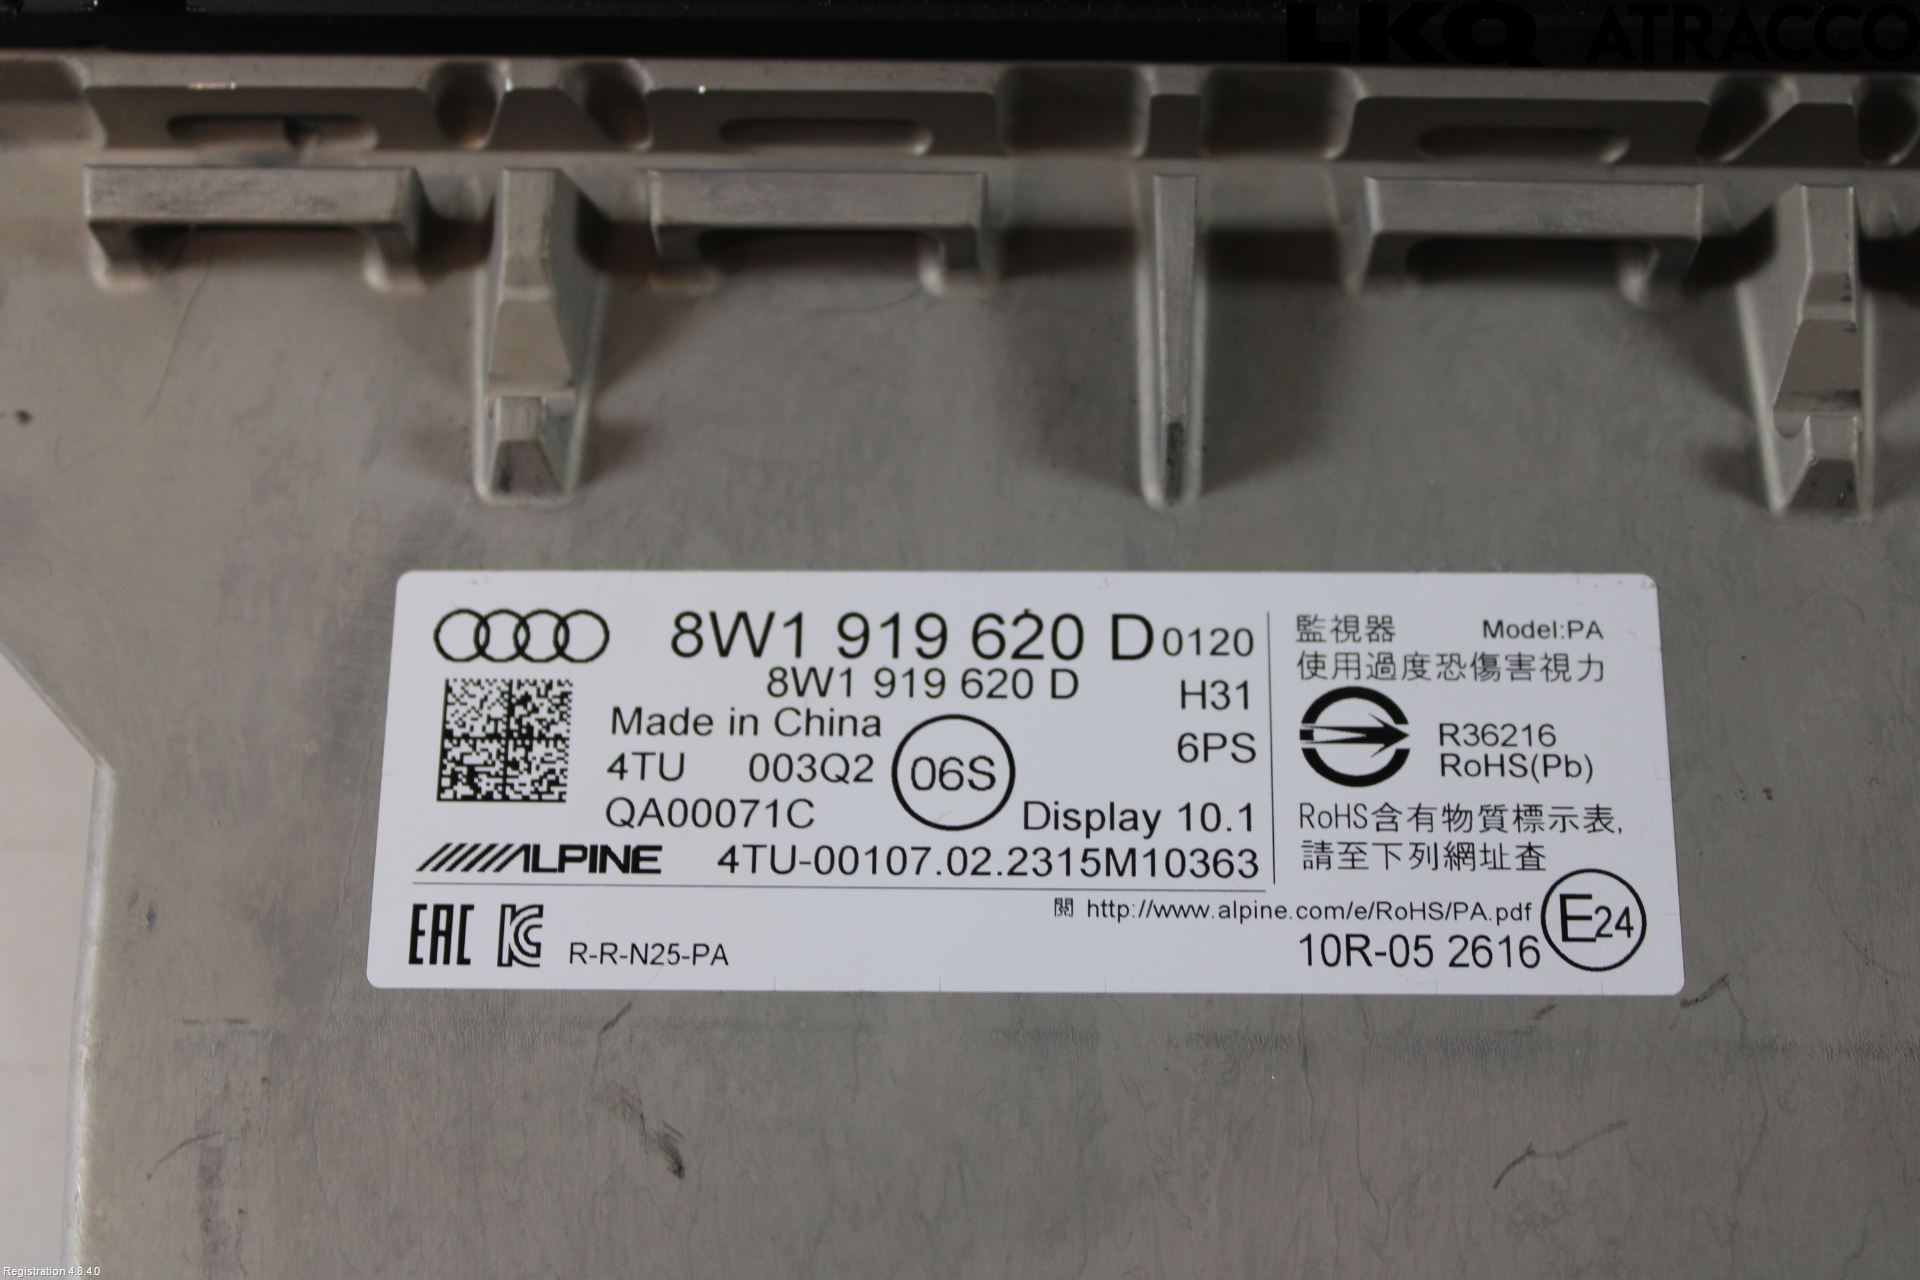 LKQ ATRACCO
8W1 919 620 D 0120
8W1 919 620 D
H31
Made in China
6PS
4TU 003Q2
06S
QA00071C
Display 10.1
ALPINE 4TU-00107.02.2315M10363
監視器 Model:PA
使用過度恐傷害視力
R36216
RoHS(Pb)
RoHS含有物質標示表,
請至下列網址查
閱 http://www.alpine.com/e/RoHS/PA.pdf
EAC KC R-R-N25-PA
10R-05 2616 E24
Registration 4.8.4.0